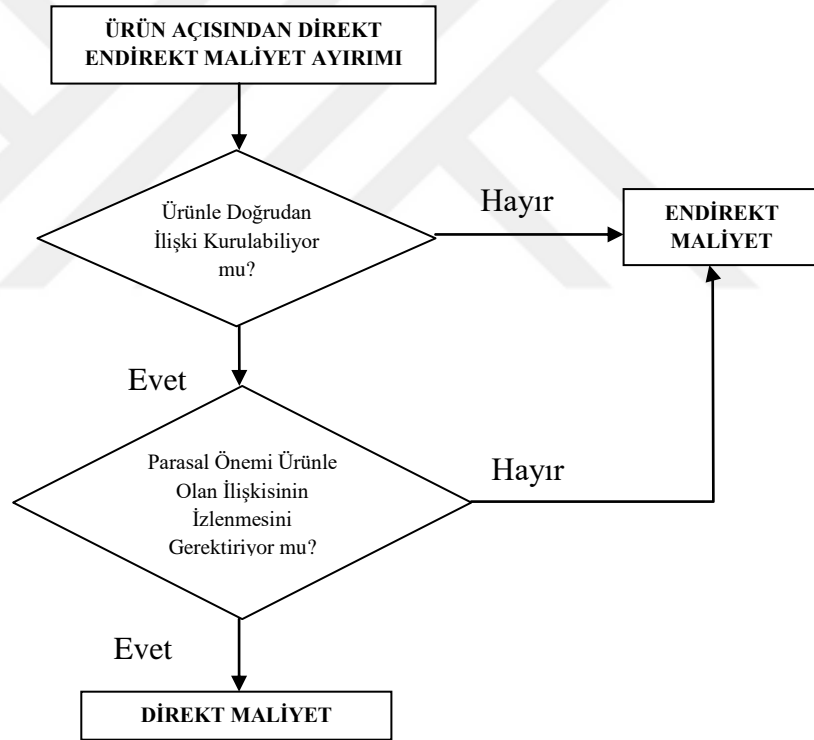 ÜRÜN AÇISINDAN DİREKT
ENDİREKT MALİYET AYIRIMI
Ürünle Doğrudan
İlişki Kurulabiliyor
mu?
Hayır
ENDİREKT
MALİYET
Evet
Parasal Önemi Ürünle
Olan İlişkisinin
İzlenmesini
Gerektiriyor mu?
Hayır
Evet
DİREKT MALİYET